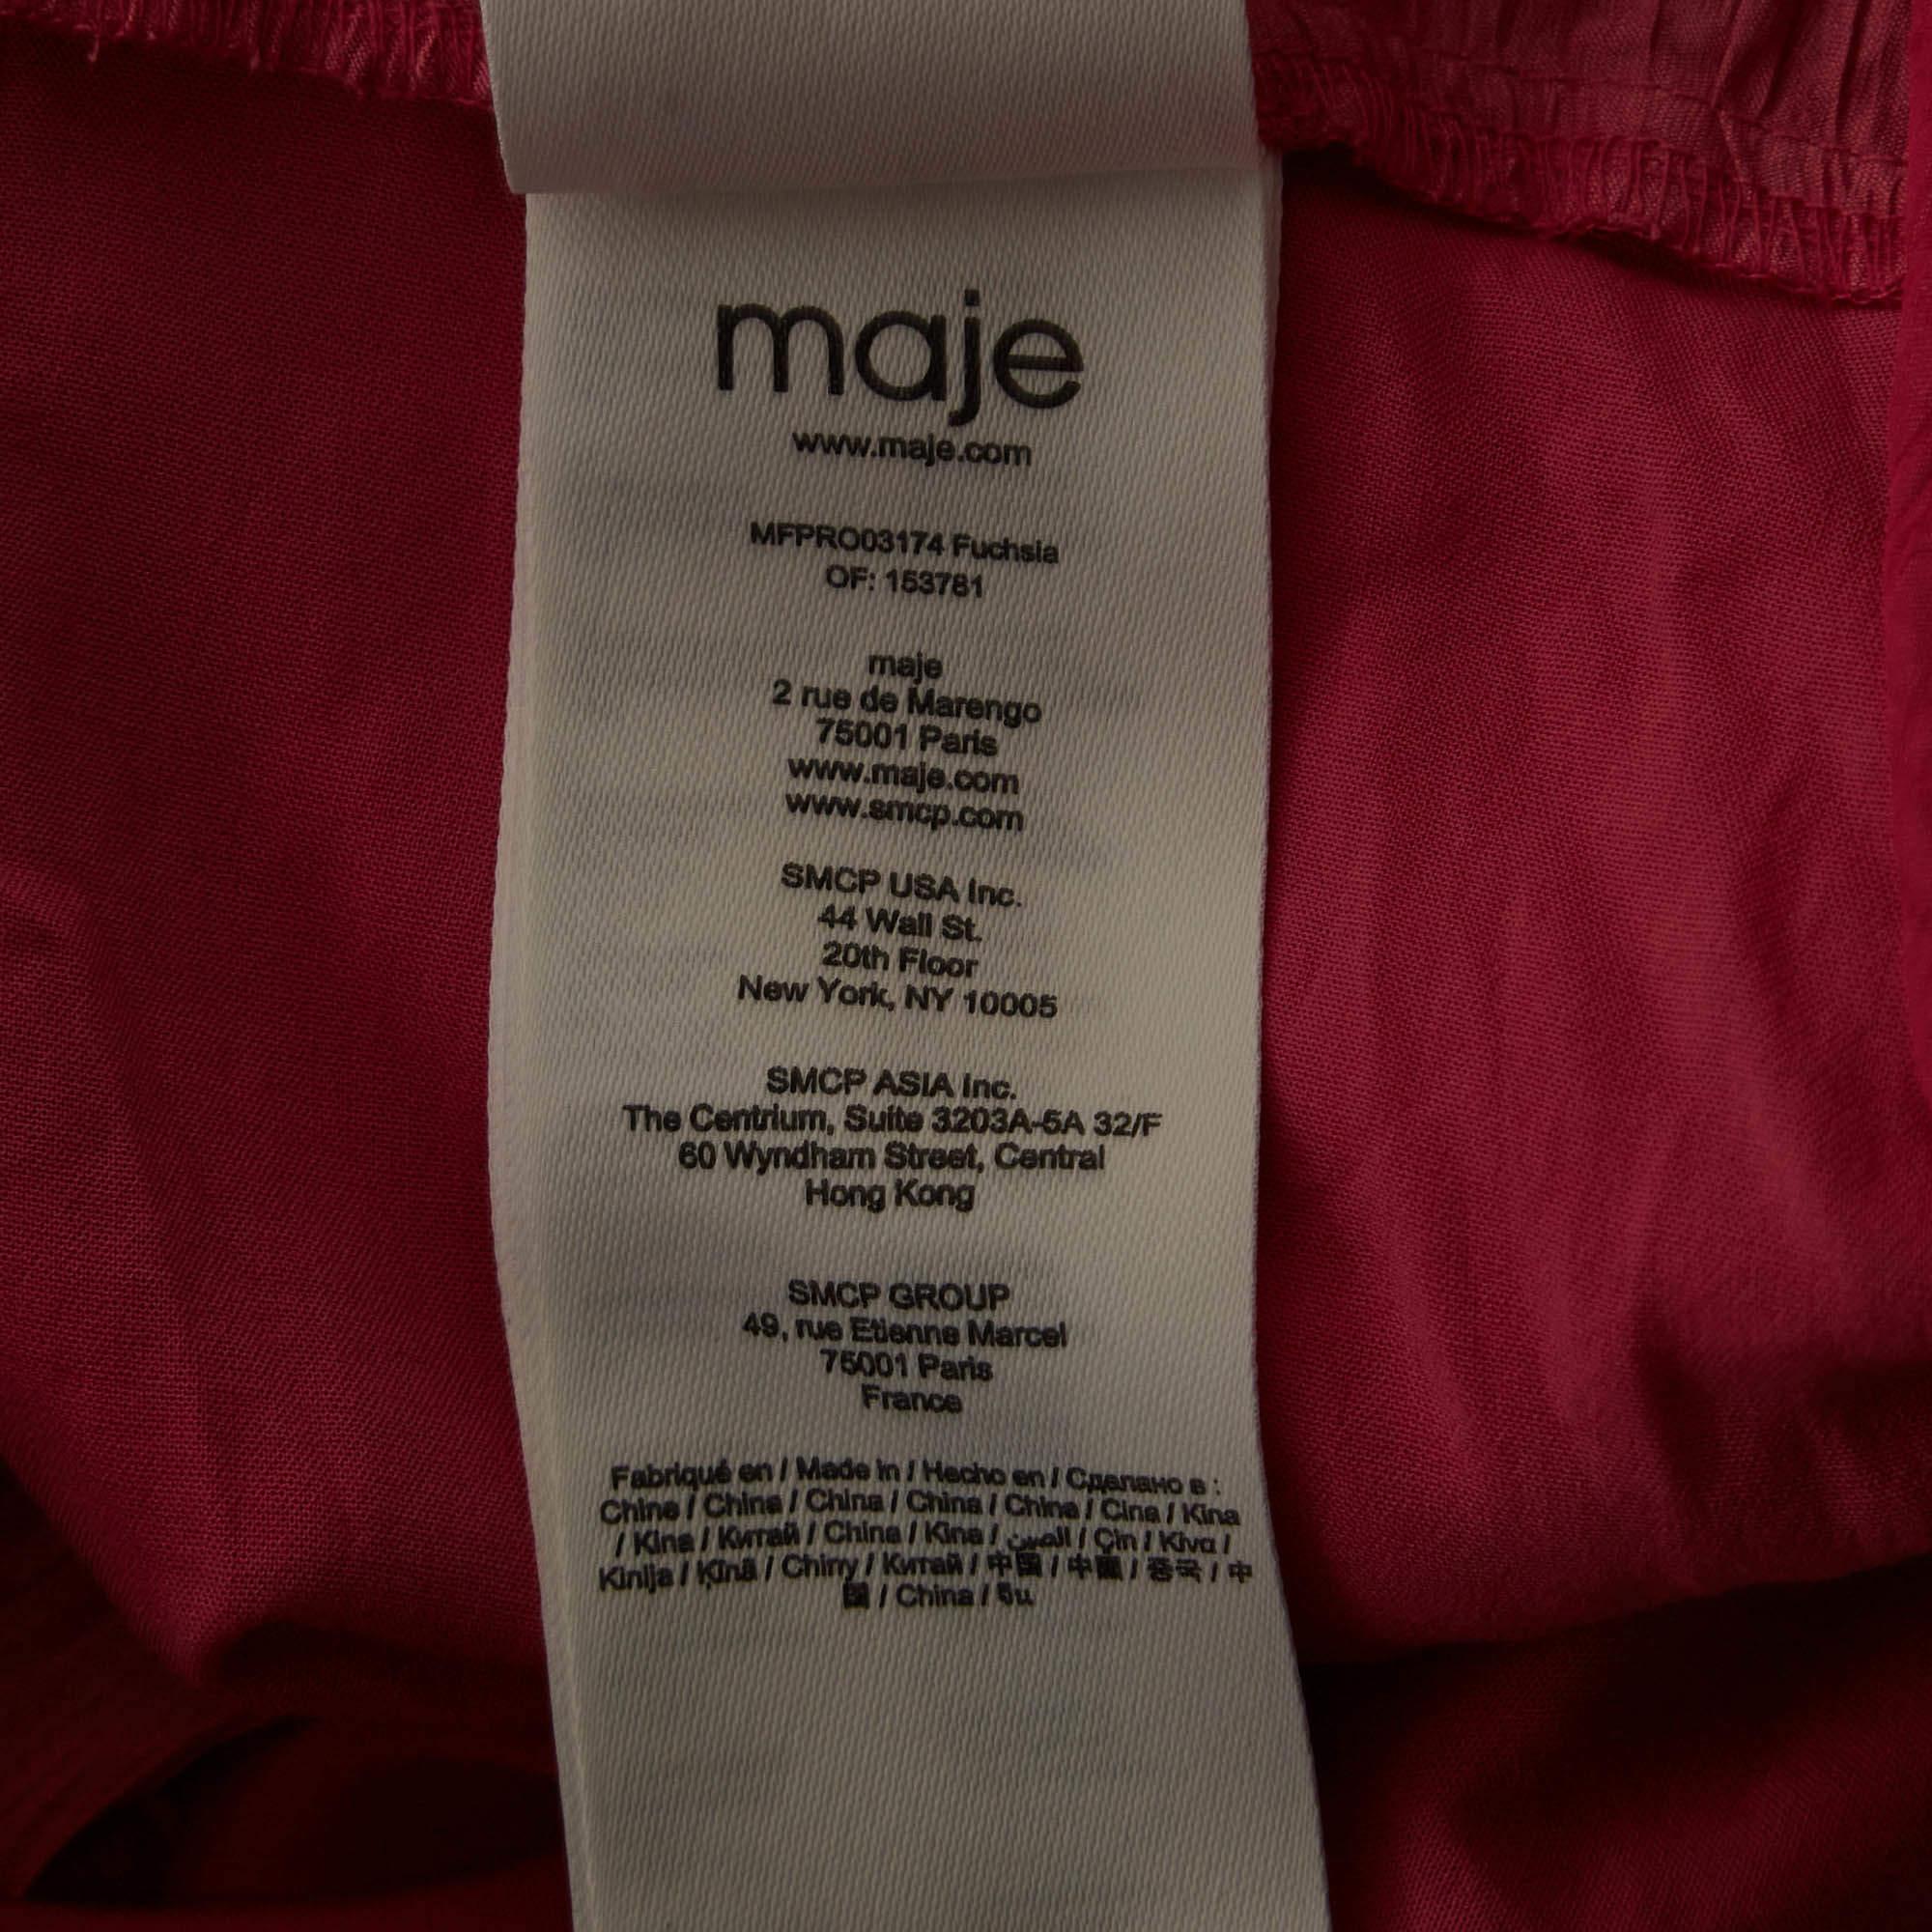 maje
www.maje.com
MFPRO03174 Fuchsia
OF: 153781
maje
2 rue de Marengo
75001 Paris
www.maje.com
www.smcp.com
SMCP USA Inc.
44 Wall St.
20th Floor
New York, NY 10005
SMCP ASIA Inc.
The Centrium, Suite 3203A-5A 32/F
60 Wyndham Street, Central
Hong Kong
SMCP GROUP
49, rue Etienne Marcel
75001 Paris
France
Fabriqué en / Made in / Hecho en / Сделано в :
Chine / China / China / China / China / Cina / Kina
/ Kina / Китай / China / Kina / الصين / Çin / Κίνα /
Kinija / Ķīnā / Chiny / Китай / 中国 / 中國 / 중국 / 中
国 / China / จีน